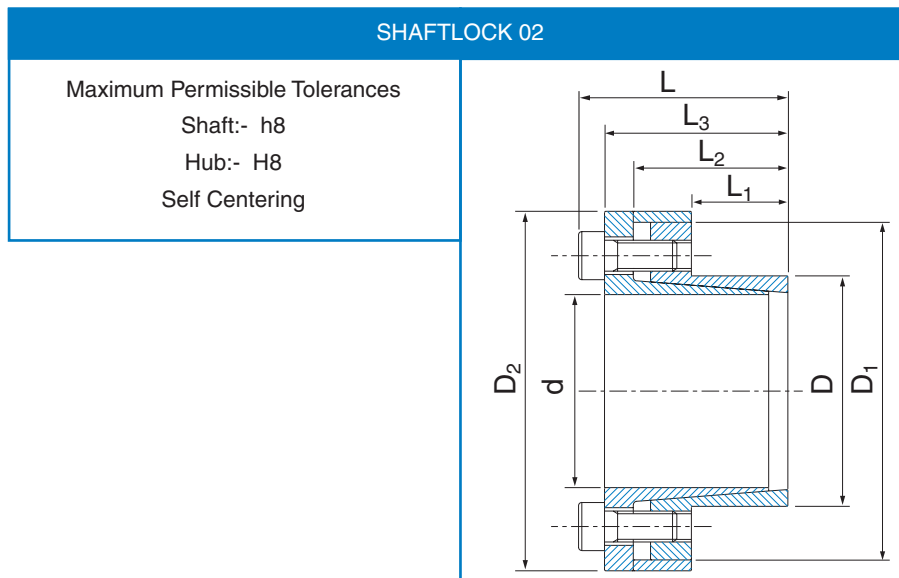 SHAFTLOCK 02
Maximum Permissible Tolerances
Shaft:- h8
Hub:- H8
Self Centering
L
L₃
L₂
L₁
D₂
d
D
D₁